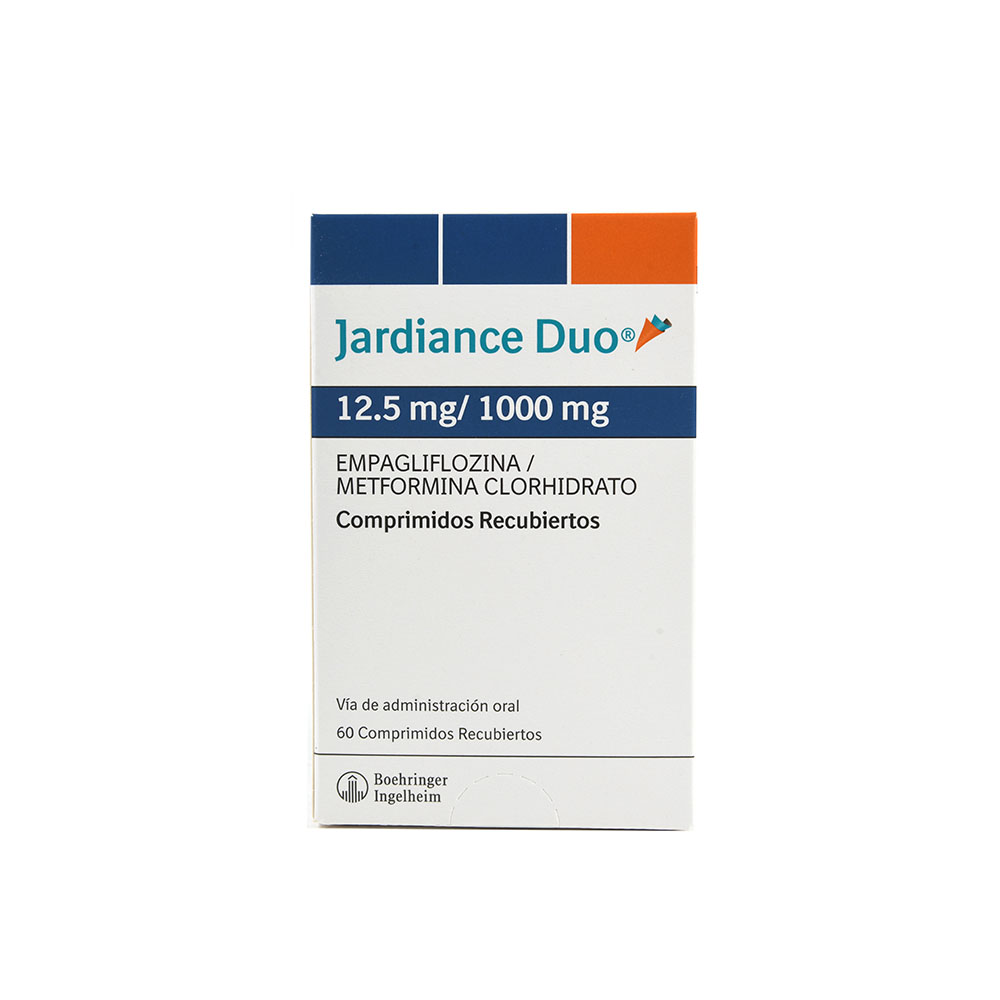 Jardiance Duo®
12.5 mg/ 1000 mg
EMPAGLIFLOZINA /
METFORMINA CLORHIDRATO
Comprimidos Recubiertos
Vía de administración oral
60 Comprimidos Recubiertos
Boehringer
Ingelheim